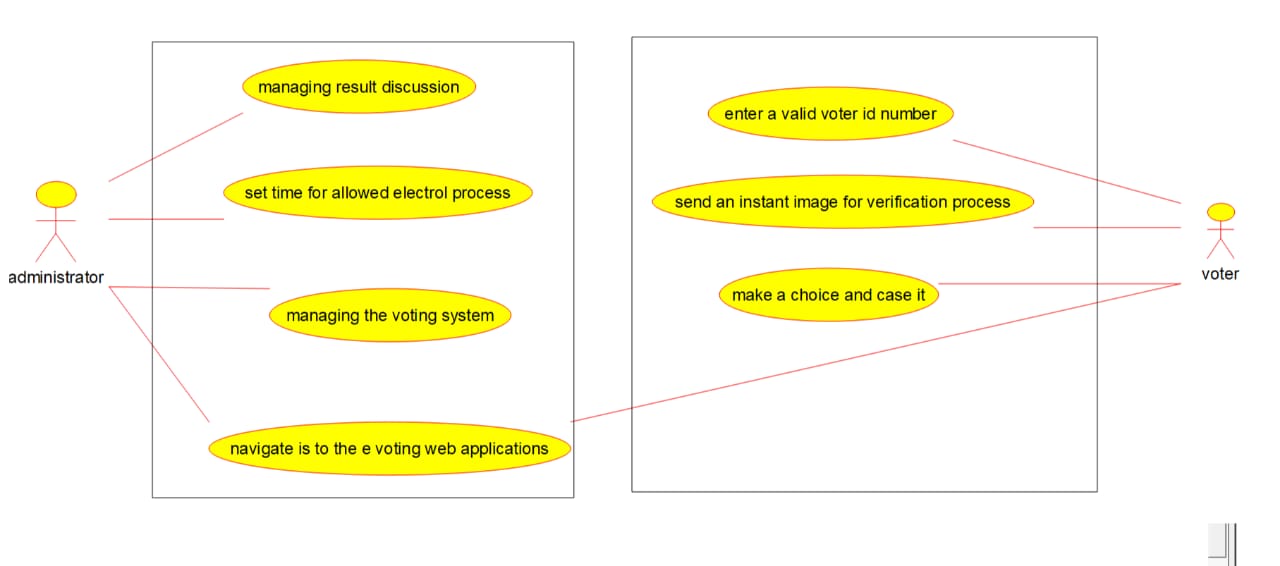 managing result discussion
set time for allowed electrol process
administrator
managing the voting system
navigate is to the e voting web applications
enter a valid voter id number
send an instant image for verification process
voter
make a choice and case it